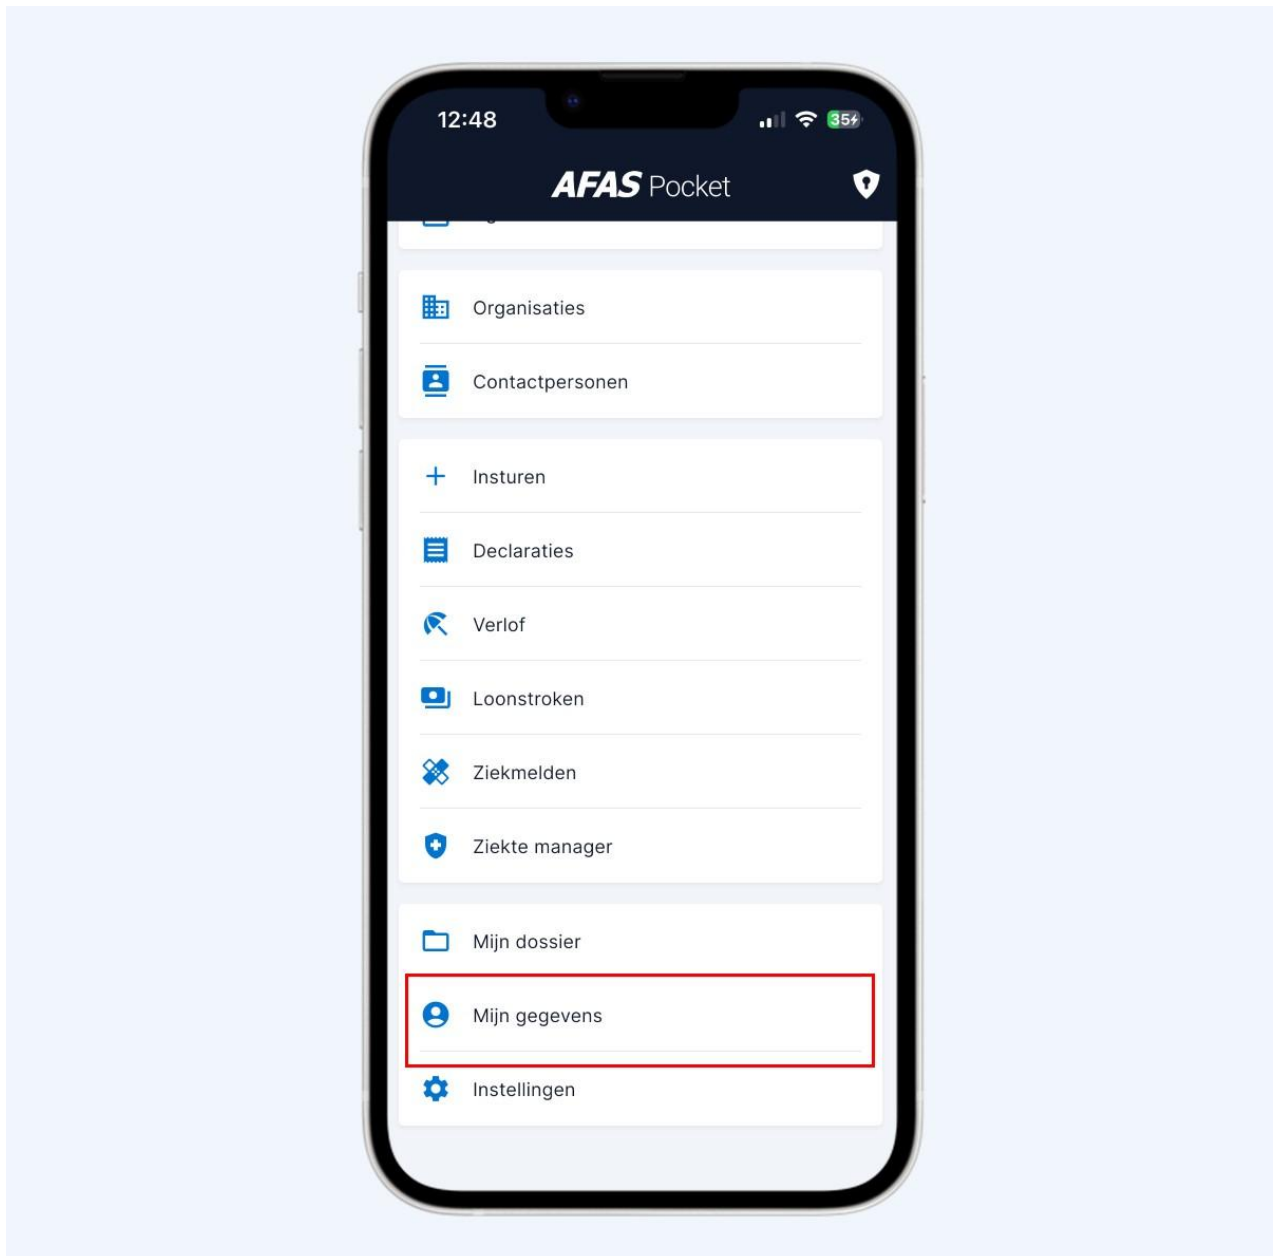 12:48
35
AFAS Pocket
Organisaties
Contactpersonen
Insturen
Declaraties
Verlof
Loonstroken
Ziekmelden
Ziekte manager
Mijn dossier
Mijn gegevens
Instellingen